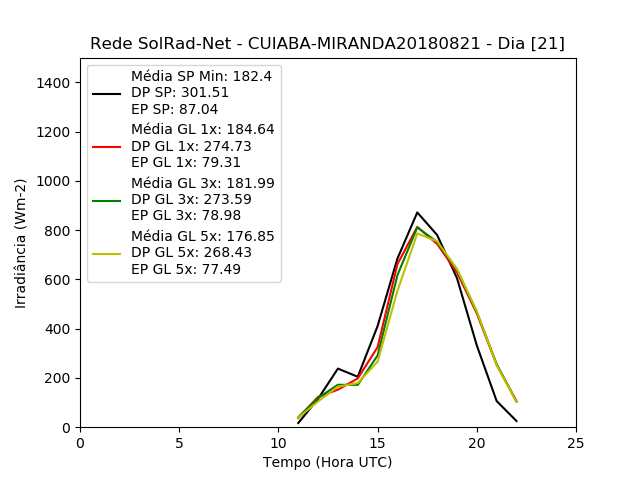 Rede SolRad-Net - CUIABA-MIRANDA20180821 - Dia [21]
Média SP Min: 182.4
DP SP: 301.51
EP SP: 87.04
Média GL 1x: 184.64
DP GL 1x: 274.73
EP GL 1x: 79.31
Média GL 3x: 181.99
DP GL 3x: 273.59
EP GL 3x: 78.98
Média GL 5x: 176.85
DP GL 5x: 268.43
EP GL 5x: 77.49
Irradiância (Wm-2)
1400
1200
1000
800
600
400
200
0
0 5 10 15 20 25
Tempo (Hora UTC)